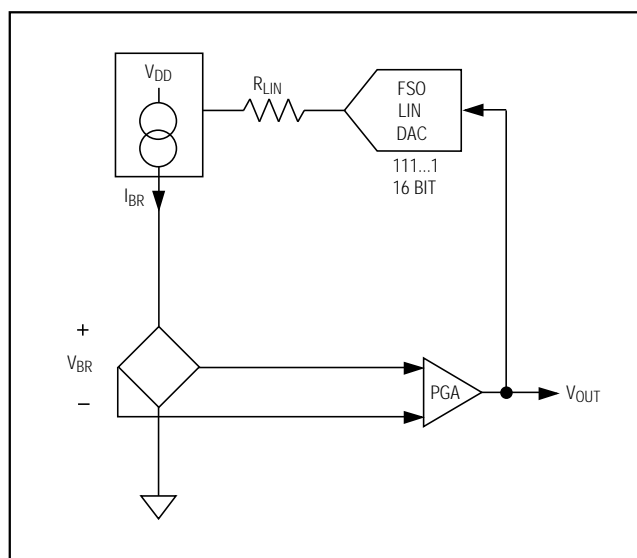 VDD
RLIN
FSO
LIN
DAC
111...1
16 BIT
IBR
+
VBR
−
PGA
VOUT